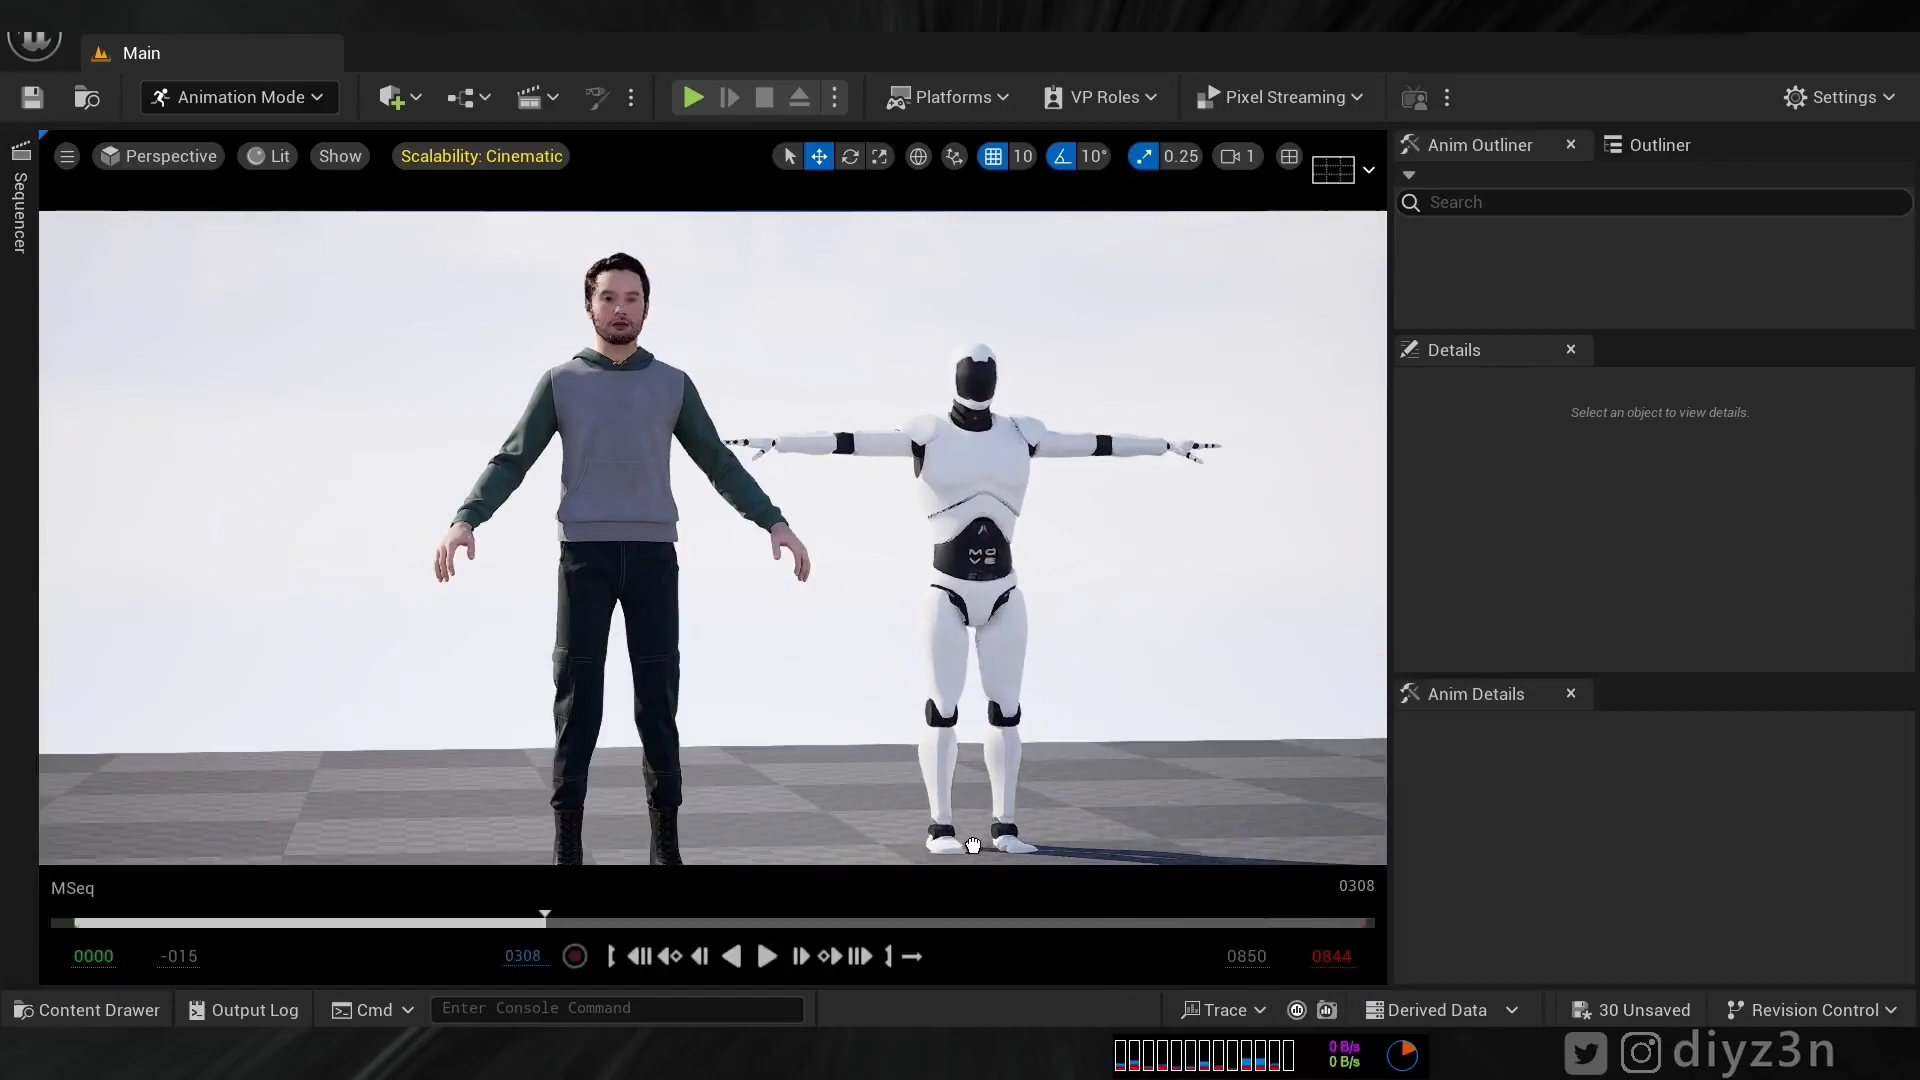 Main
Animation Mode
Platforms
VP Roles
Pixel Streaming
Settings
Sequencer
Perspective
Lit
Show
Scalability: Cinematic
10
10°
0.25
1
Anim Outliner
Outliner
Search
Details
Select an object to view details.
Anim Details
MO
VE
MSeq
0308
0000
-015
0308
0850
0844
Content Drawer
Output Log
Cmd
Enter Console Command
Trace
Derived Data
30 Unsaved
Revision Control
0 B/s
0 B/s
diyz3n